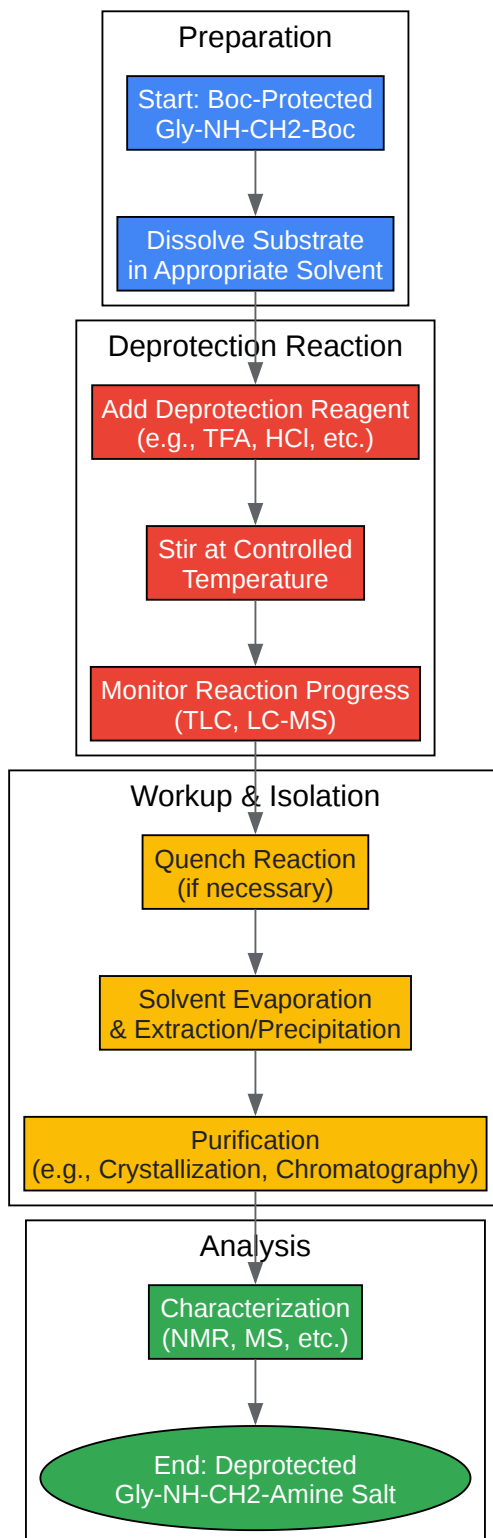 Preparation
Start: Boc-Protected
Gly-NH-CH2-Boc
Dissolve Substrate
in Appropriate Solvent
Deprotection Reaction
Add Deprotection Reagent
(e.g., TFA, HCl, etc.)
Stir at Controlled
Temperature
Monitor Reaction Progress
(TLC, LC-MS)
Workup & Isolation
Quench Reaction
(if necessary)
Solvent Evaporation
& Extraction/Precipitation
Purification
(e.g., Crystallization, Chromatography)
Analysis
Characterization
(NMR, MS, etc.)
End: Deprotected
Gly-NH-CH2-Amine Salt